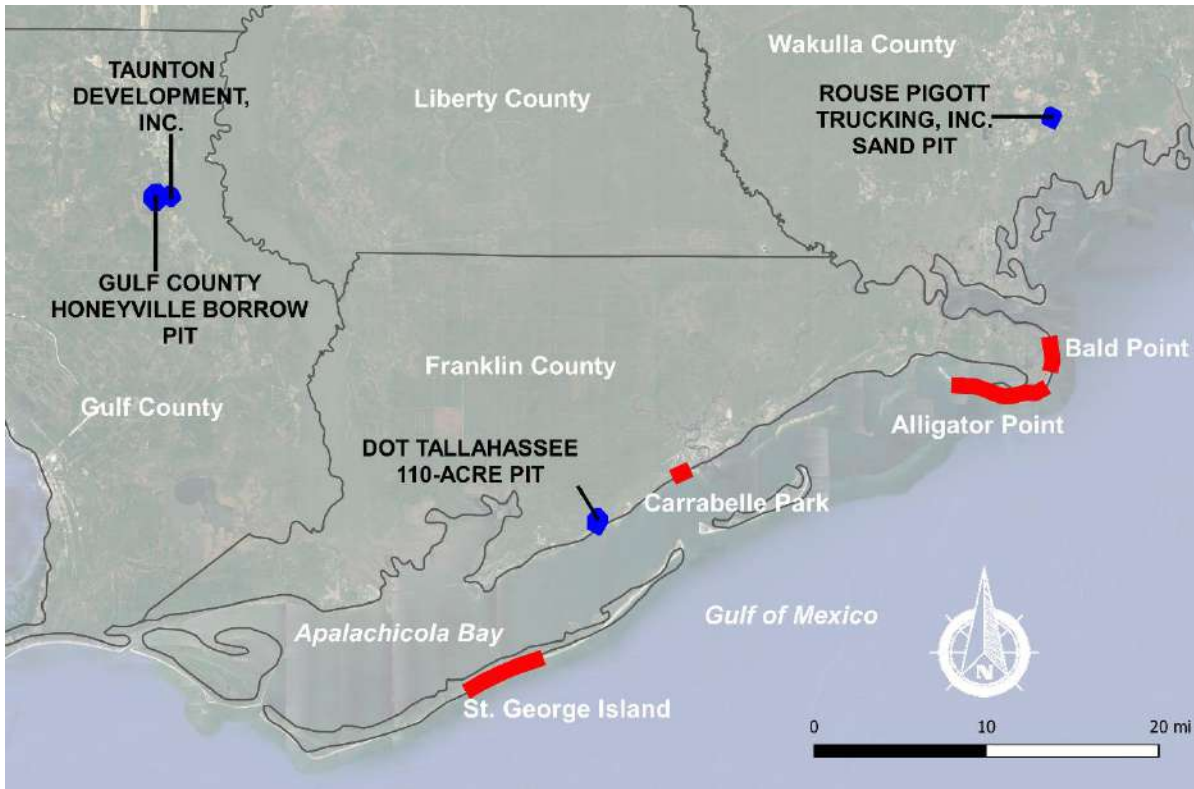 Wakulla County
TAUNTON
DEVELOPMENT,
INC.
Liberty County
ROUSE PIGOTT
TRUCKING, INC.
SAND PIT
GULF COUNTY
HONEYVILLE BORROW
PIT
Bald Point
Franklin County
Gulf County
Alligator Point
DOT TALLAHASSEE
110-ACRE PIT
Carrabelle Park
Gulf of Mexico
Apalachicola Bay
N
St. George Island
0 10 20 mi